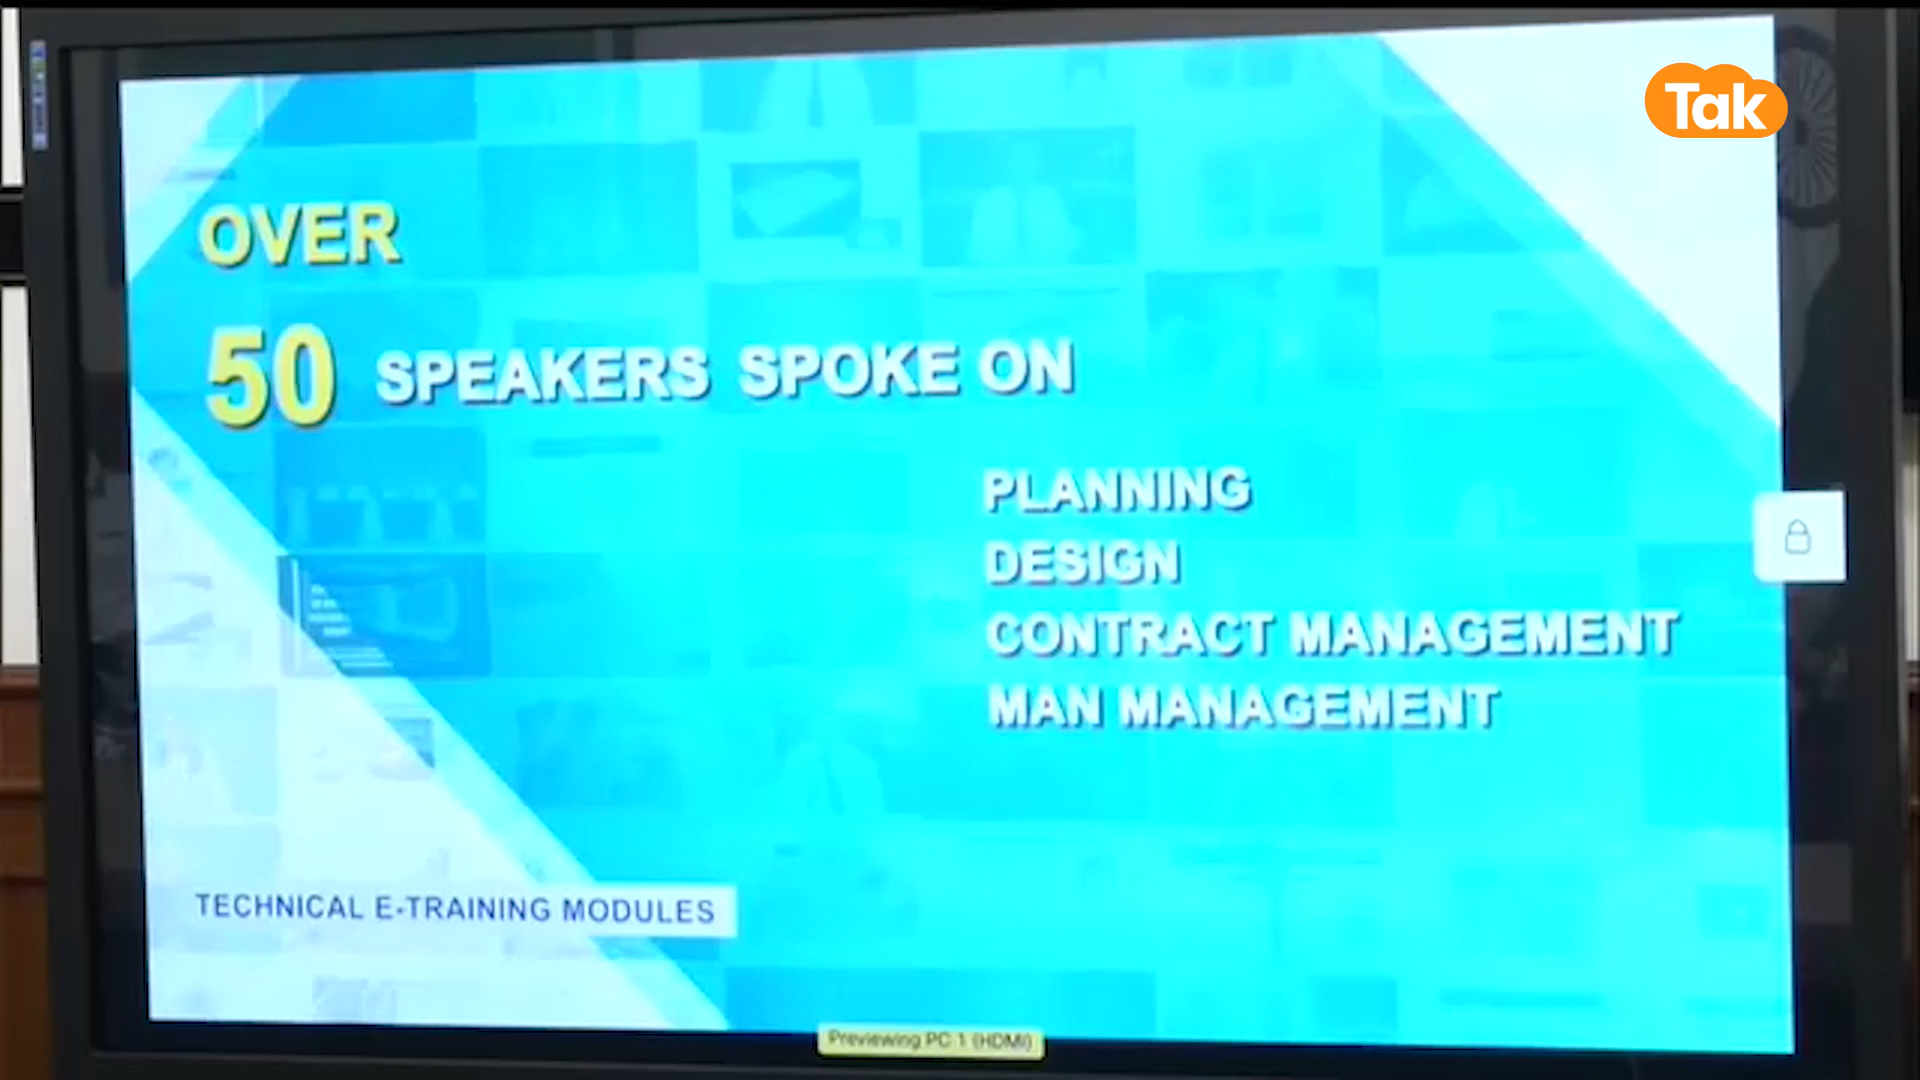 Tak
OVER
50 SPEAKERS SPOKE ON
PLANNING
DESIGN
CONTRACT MANAGEMENT
MAN MANAGEMENT
TECHNICAL E-TRAINING MODULES
Previewing PC 1 (HDMI)